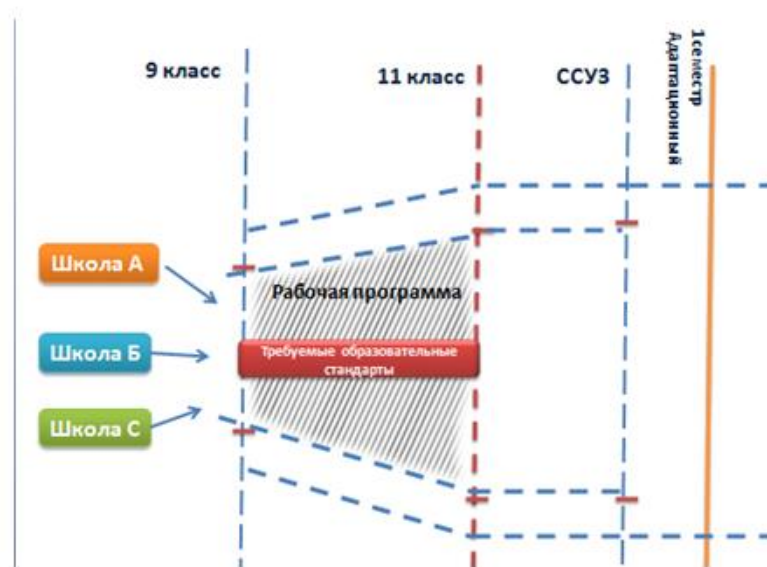 9 класс
11 класс
ССУЗ
1семестр
Адаптационный
Школа А
Рабочая программа
Школа Б
Требуемые образовательные
стандарты
Школа С